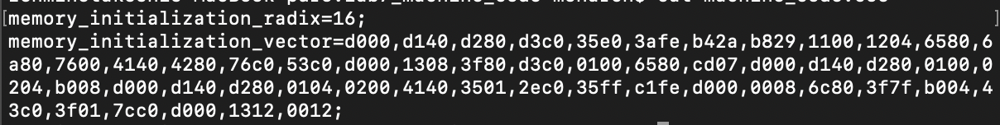 memory_initialization_radix=16;
memory_initialization_vector=d000,d140,d280,d3c0,35e0,3afe,b42a,b829,1100,1204,6580,6
a80,7600,4140,4280,76c0,53c0,d000,1308,3f80,d3c0,0100,6580,cd07,d000,d140,d280,0100,0
204,b008,d000,d140,d280,0104,0200,4140,3501,2ec0,35ff,c1fe,d000,0008,6c80,3f7f,b004,4
3c0,3f01,7cc0,d000,1312,0012;